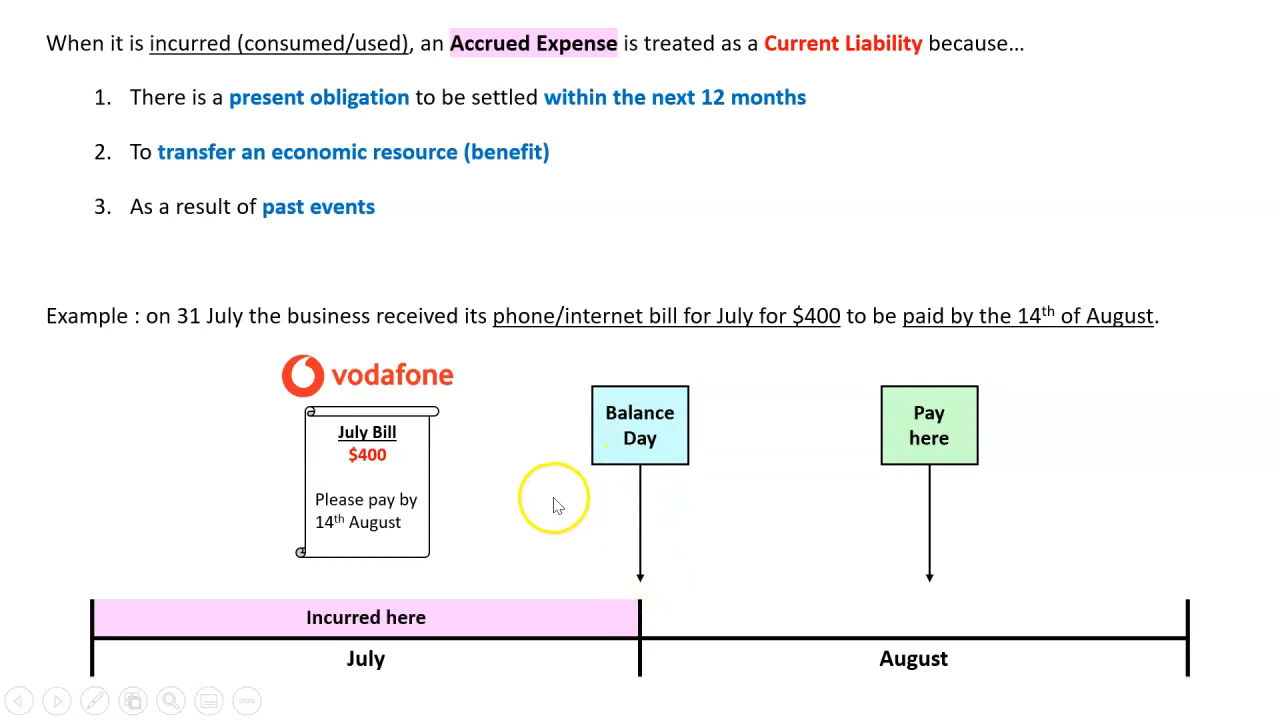 When it is incurred (consumed/used), an Accrued Expense is treated as a Current Liability because…
1. There is a present obligation to be settled within the next 12 months
2. To transfer an economic resource (benefit)
3. As a result of past events
Example : on 31 July the business received its phone/internet bill for July for $400 to be paid by the 14th of August.
vodafone
July Bill
$400
Please pay by
14th August
Balance
Day
Pay
here
Incurred here
July
August